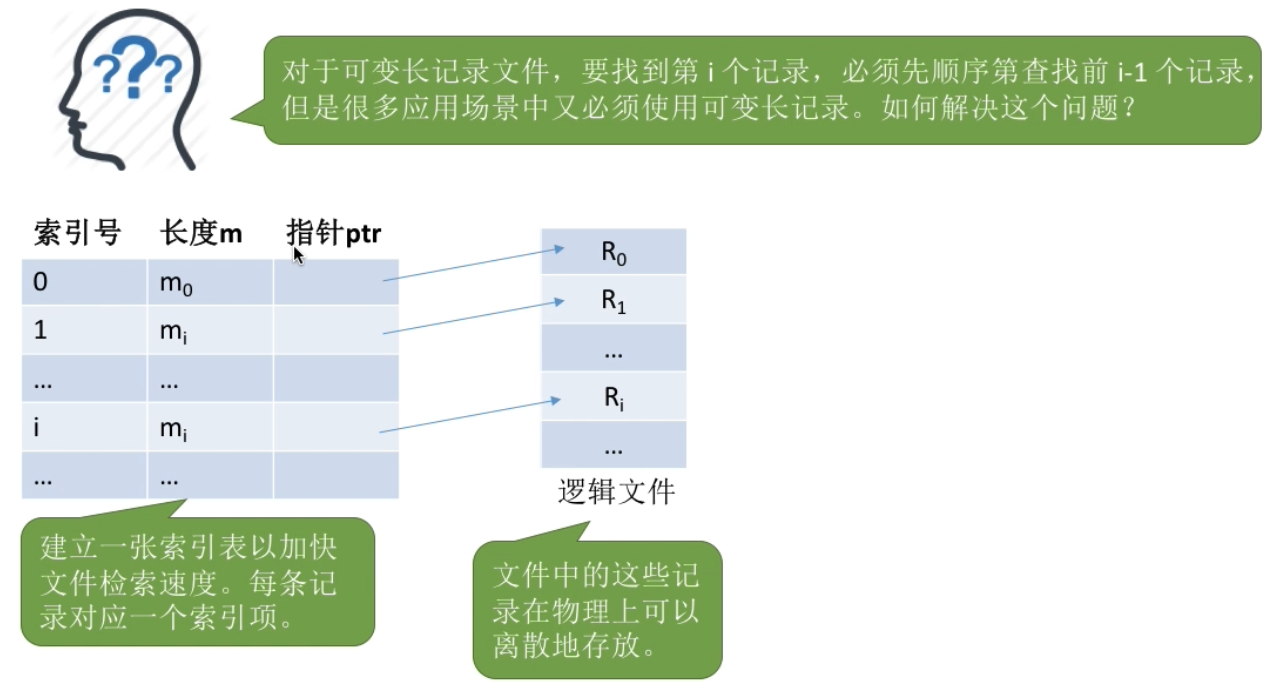 ???
对于可变长记录文件，要找到第 i 个记录，必须先顺序第查找前 i-1 个记录，
但是很多应用场景中又必须使用可变长记录。如何解决这个问题？
索引号 长度m 指针ptr
0 m₀
1 mᵢ
... ...
i mᵢ
... ...
R₀
R₁
...
Rᵢ
...
逻辑文件
建立一张索引表以加快
文件检索速度。每条记
录对应一个索引项。
文件中的这些记
录在物理上可以
离散地存放。